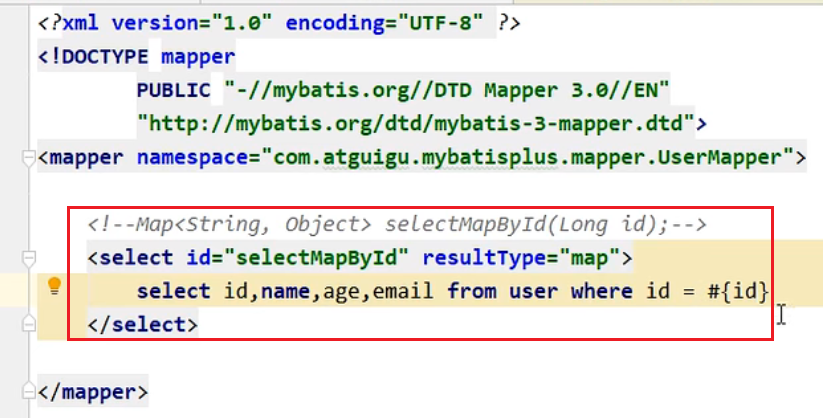 <?xml version="1.0" encoding="UTF-8" ?>
<!DOCTYPE mapper
PUBLIC "-//mybatis.org//DTD Mapper 3.0//EN"
"http://mybatis.org/dtd/mybatis-3-mapper.dtd">
<mapper namespace="com.atguigu.mybatisplus.mapper.UserMapper">
<!--Map<String, Object> selectMapById(Long id);-->
<select id="selectMapById" resultType="map">
select id,name,age,email from user where id = #{id}
</select>
</mapper>